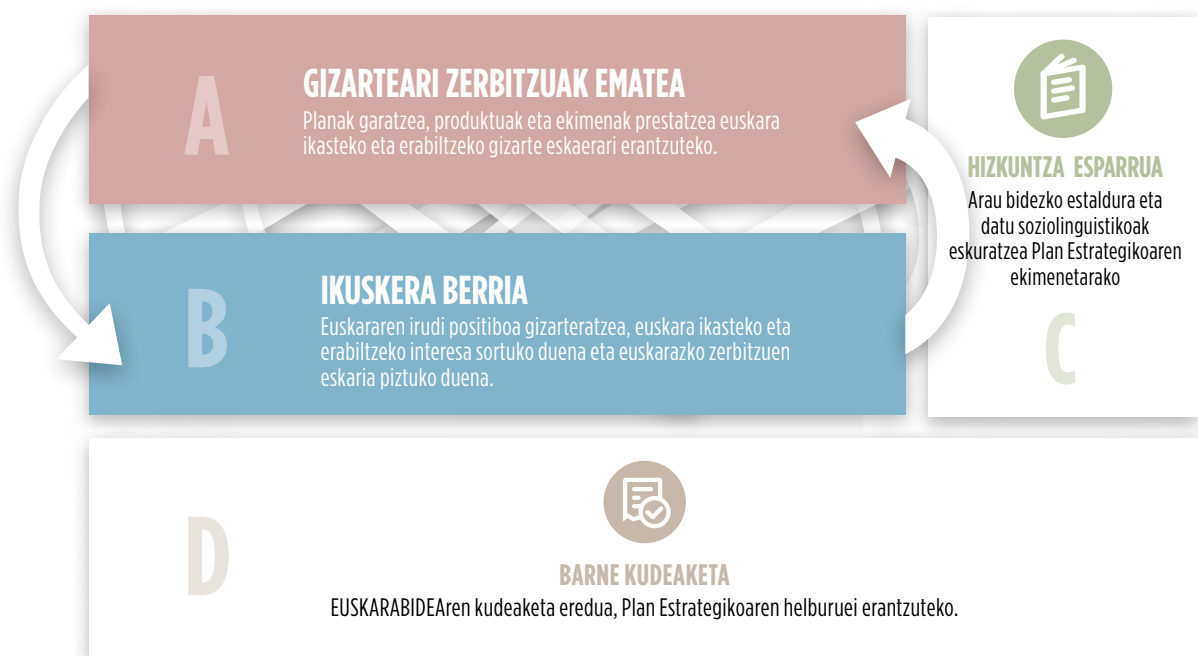 A
GIZARTEARI ZERBITZUAK EMATEA
Planak garatzea, produktuak eta ekimenak prestatzea euskara
ikasteko eta erabiltzeko gizarte eskaerari erantzuteko.
B
IKUSKERA BERRIA
Euskararen irudi positiboa gizarteratzea, euskara ikasteko eta
erabiltzeko interesa sortuko duena eta euskarazko zerbitzuen
eskaria piztuko duena.
HIZKUNTZA ESPARRUA
Arau bidezko estaldura eta
datu soziolinguistikoak
eskuratzea Plan Estrategikoaren
ekimenetarako
C
D
BARNE KUDEAKETA
EUSKARABIDEAren kudeaketa eredua, Plan Estrategikoaren helburuei erantzuteko.